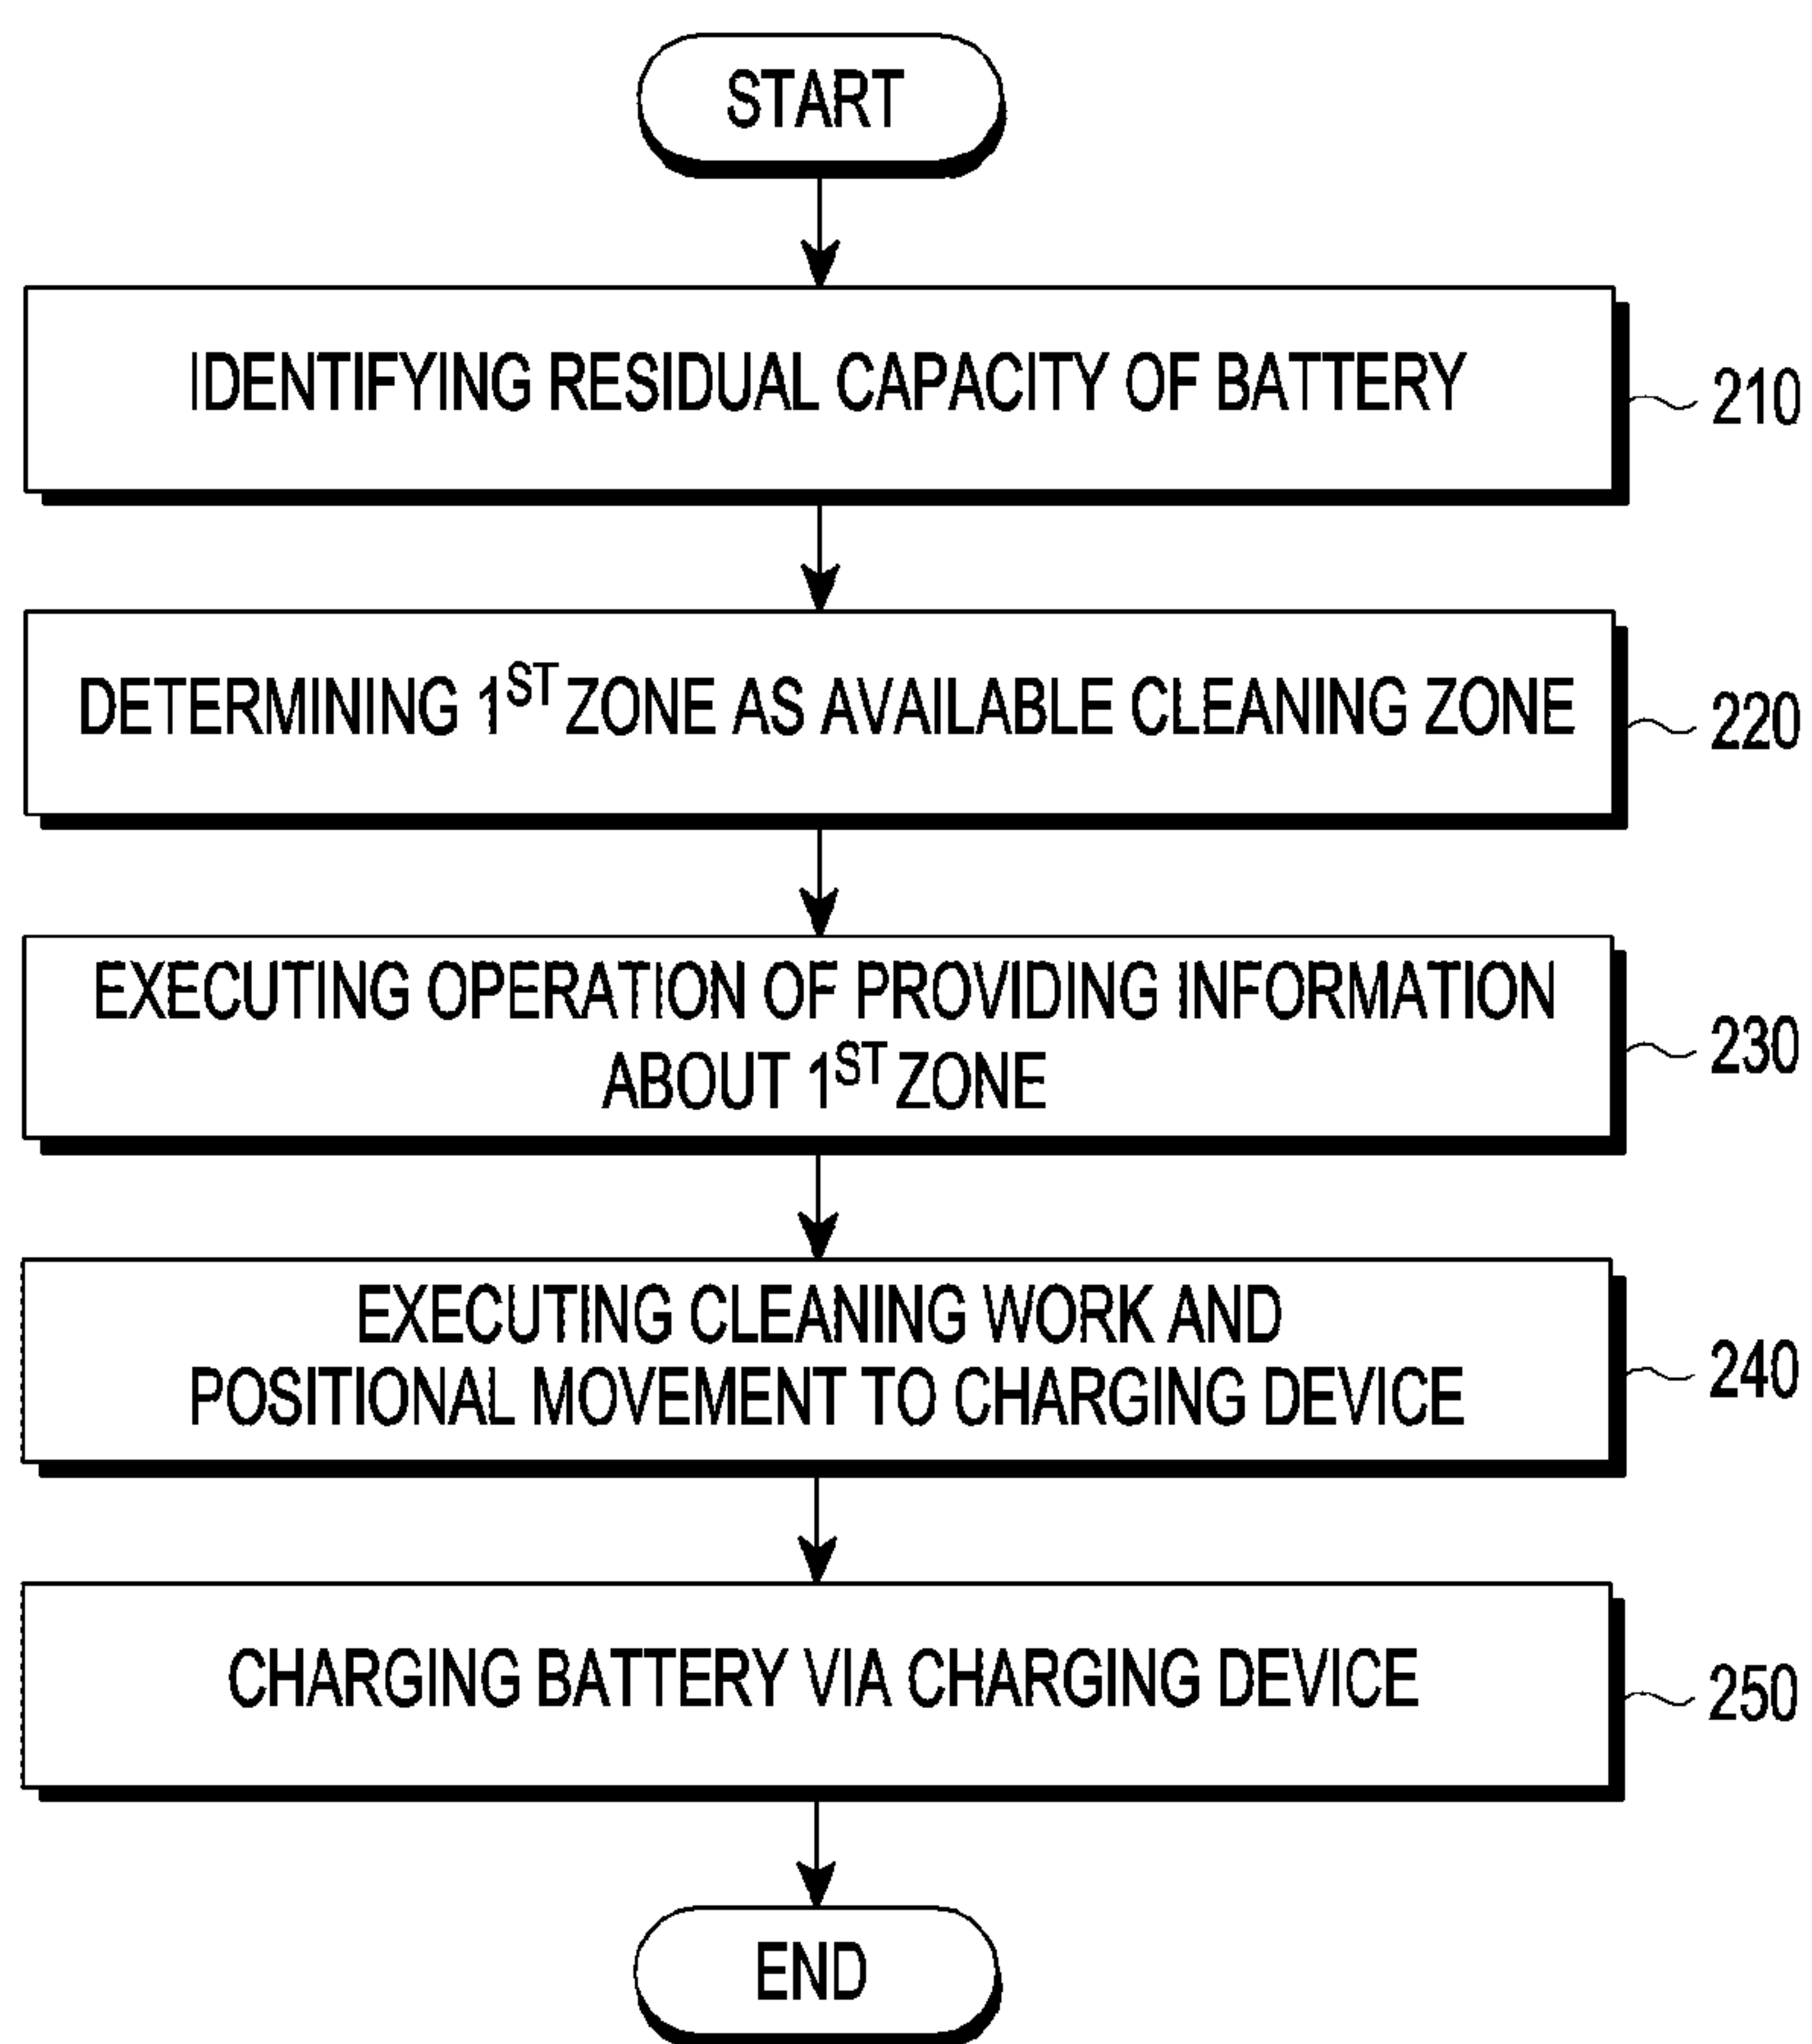 START
IDENTIFYING RESIDUAL CAPACITY OF BATTERY
210
DETERMINING 1ST ZONE AS AVAILABLE CLEANING ZONE
220
EXECUTING OPERATION OF PROVIDING INFORMATION
ABOUT 1ST ZONE
230
EXECUTING CLEANING WORK AND
POSITIONAL MOVEMENT TO CHARGING DEVICE
240
CHARGING BATTERY VIA CHARGING DEVICE
250
END